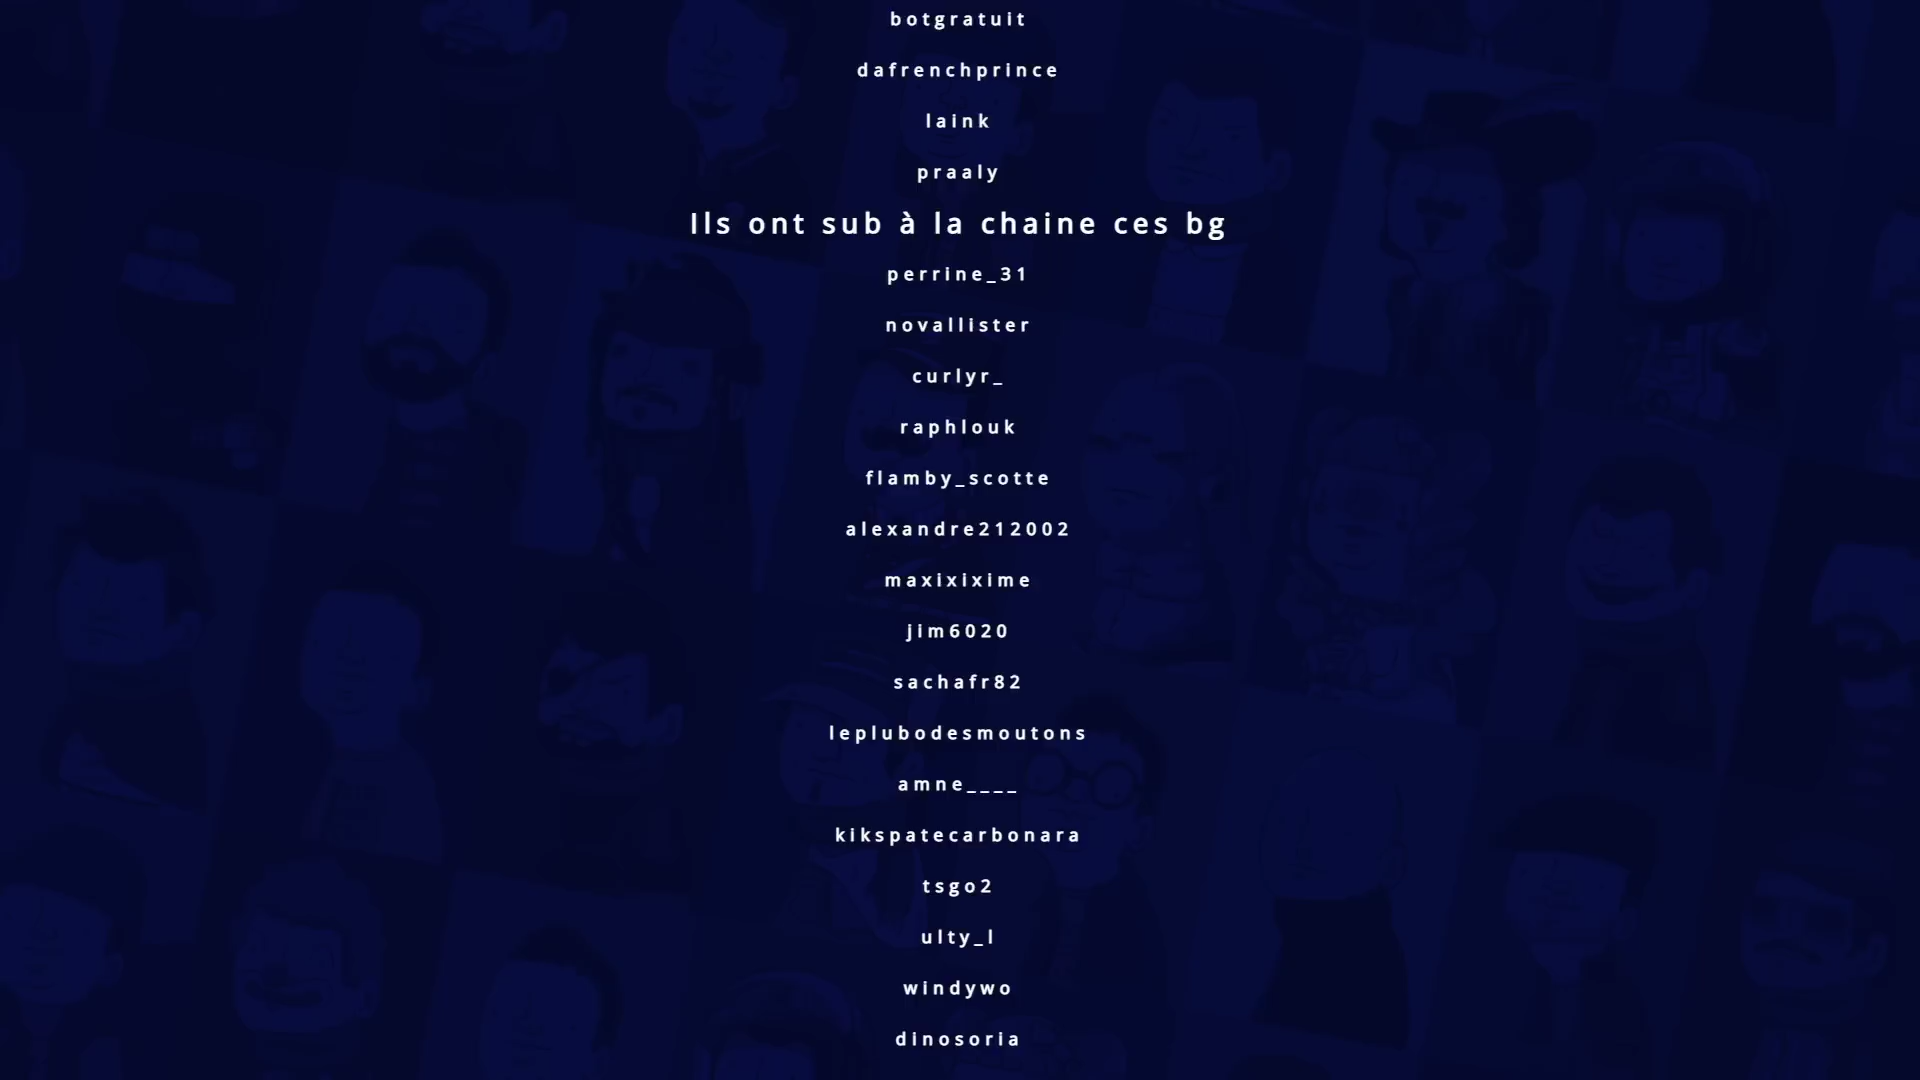 botgratuit
dafrenchprince
laink
praaly
Ils ont sub à la chaine ces bg
perrine_31
novallister
curlyr_
raphlouk
flamby_scotte
alexandre212002
maxixixime
jim6020
sachafr82
leplubodesmoutons
amne____
kikspatecarbonara
tsgo2
ulty_l
windywo
dinosoria